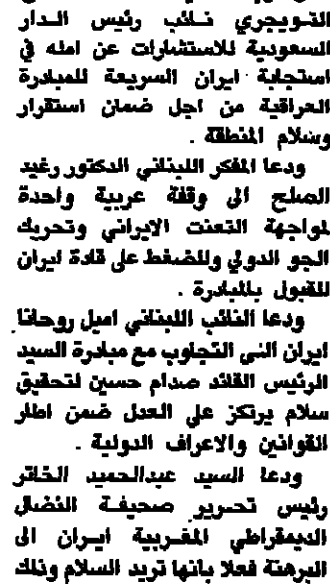 التويجري نائب رئيس الدار
السعودية للاستشارات عن امله في
استجابة ايران السريعة للمبادرة
العراقية من اجل ضمان استقرار
وسلام المنطقة .
ودعا المفكر اللبناني الدكتور رغيد
الصلح الى وقفة عربية واحدة
لمواجهة التعنت الايراني وتحريك
الجو الدولي وللضغط على قادة ايران
للقبول بالمبادرة .
ودعا النائب اللبناني اميل روحانا
ايران الى التجاوب مع مبادرة السيد
الرئيس القائد صدام حسين لتحقيق
سلام يرتكز على العدل ضمن اطار
القوانين والاعراف الدولية .
ودعا السيد عبدالحميد
رئيس تحرير صحيفة النضال
الديمقراطي المغربية ايران الى
البرهنة فعلا بانها تريد السلام وذلك